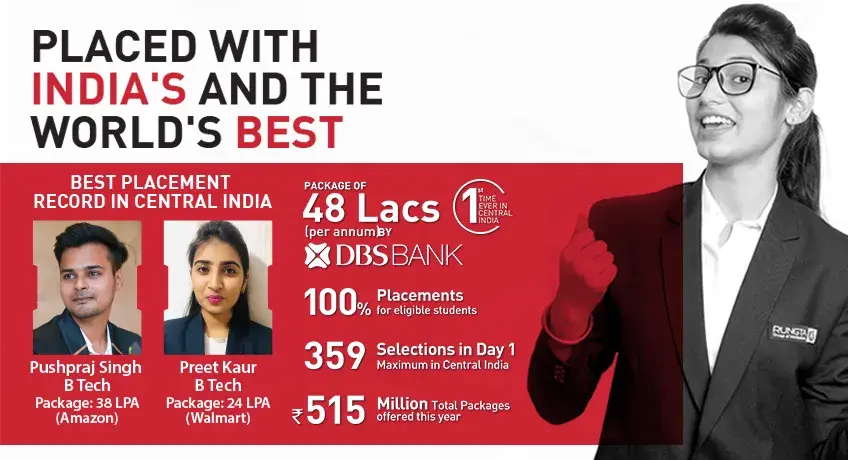 PLACED WITH
INDIA'S AND THE
WORLD'S BEST
BEST PLACEMENT
RECORD IN CENTRAL INDIA
Pushpraj Singh
B Tech
Package: 38 LPA
(Amazon)
Preet Kaur
B Tech
Package: 24 LPA
(Walmart)
PACKAGE OF
48 Lacs
(per annum)BY
1st
TIME
EVER IN
CENTRAL
INDIA
DBS BANK
100% Placements
for eligible students
359 Selections in Day 1
Maximum in Central India
₹515 Million Total Packages
offered this year
RUNGTA